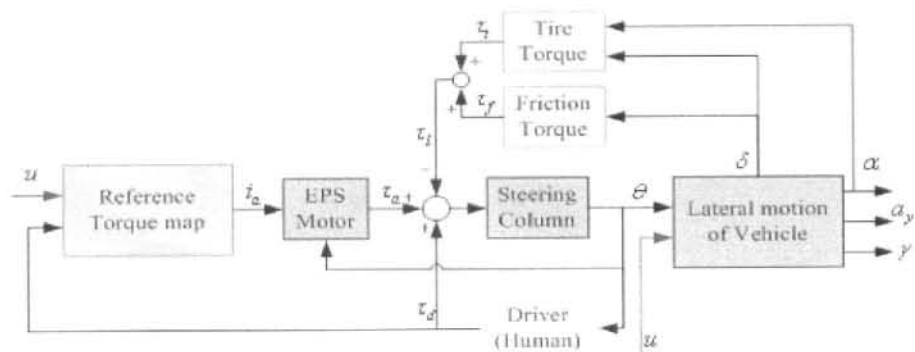 Tire
Torque
τt
+
+
τf
Friction
Torque
τl
-
δ
α
u
Reference
Torque map
ia
EPS
Motor
τa
+
+
Steering
Column
θ
Lateral motion
of Vehicle
ay
γ
τd
Driver
(Human)
u